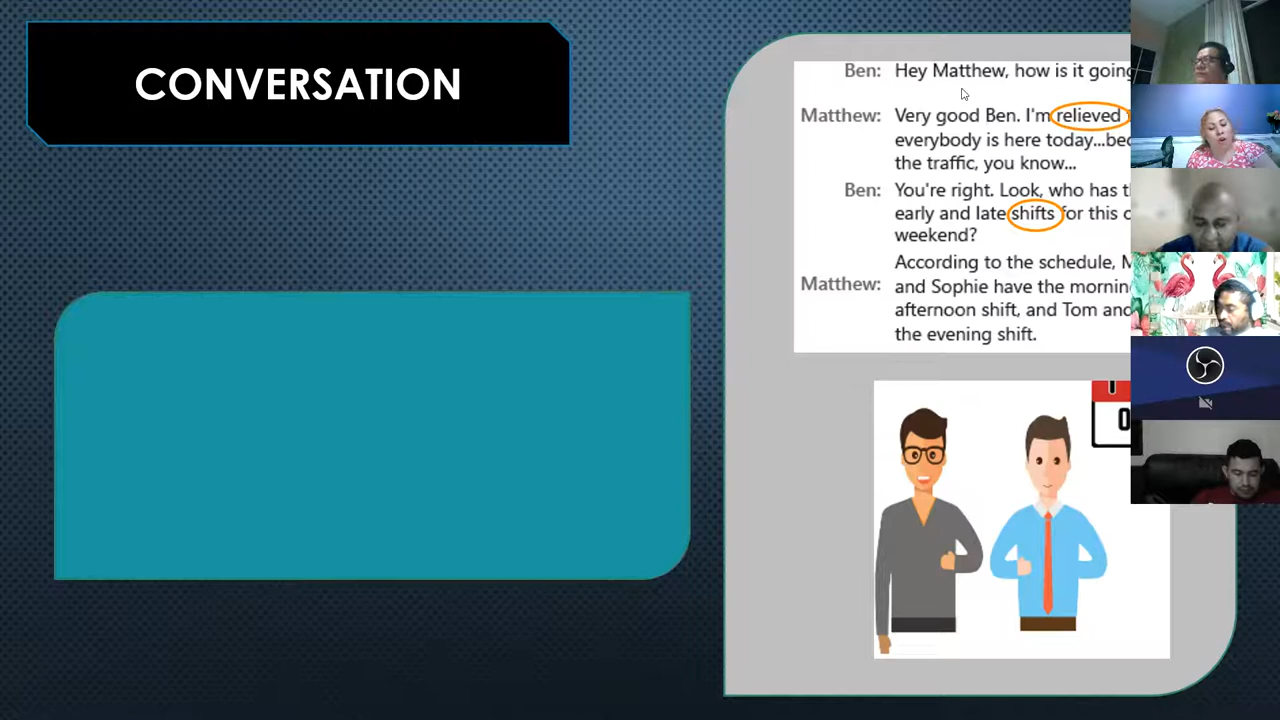 CONVERSATION
Ben: Hey Matthew, how is it going
Matthew: Very good Ben. I'm relieved
everybody is here today...bec
the traffic, you know...
Ben: You're right. Look, who has th
early and late shifts for this c
weekend?
According to the schedule, M
Matthew: and Sophie have the mornin
afternoon shift, and Tom and
the evening shift.
0